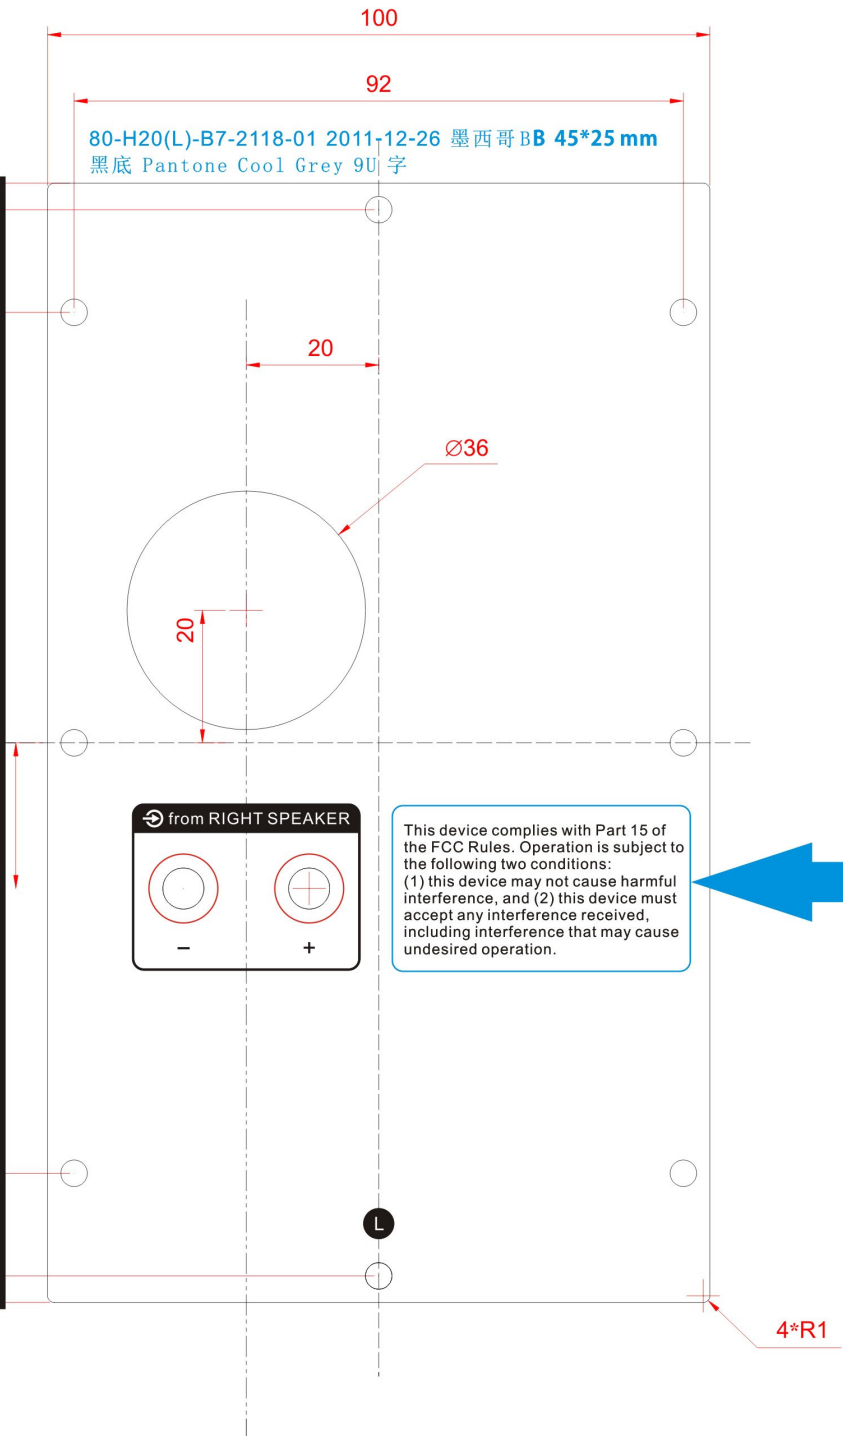 100
92
80-H20(L)-B7-2118-01 2011-12-26 墨西哥BB 45*25 mm
黑底 Pantone Cool Grey 9U 字
20
Ø36
20
from RIGHT SPEAKER
− +
This device complies with Part 15 of
the FCC Rules. Operation is subject to
the following two conditions:
(1) this device may not cause harmful
interference, and (2) this device must
accept any interference received,
including interference that may cause
undesired operation.
L
4*R1